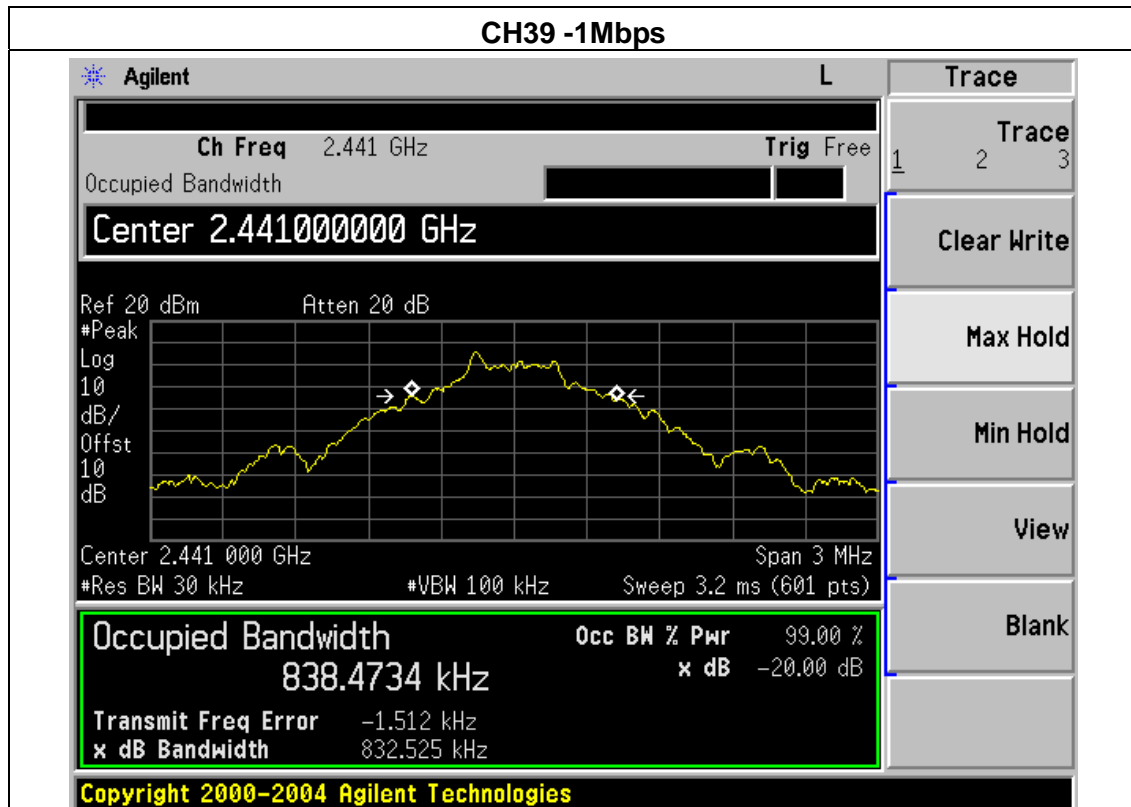 CH39 -1Mbps
Agilent L Trace
Ch Freq 2.441 GHz Trig Free
Occupied Bandwidth
Center 2.441000000 GHz
Ref 20 dBm Atten 20 dB
#Peak
Log
10
dB/
Offst
10
dB
Center 2.441 000 GHz Span 3 MHz
#Res BW 30 kHz #VBW 100 kHz Sweep 3.2 ms (601 pts)
Occupied Bandwidth Occ BW % Pwr 99.00 %
838.4734 kHz x dB -20.00 dB
Transmit Freq Error -1.512 kHz
x dB Bandwidth 832.525 kHz
Trace
1 2 3
Clear Write
Max Hold
Min Hold
View
Blank
Copyright 2000-2004 Agilent Technologies